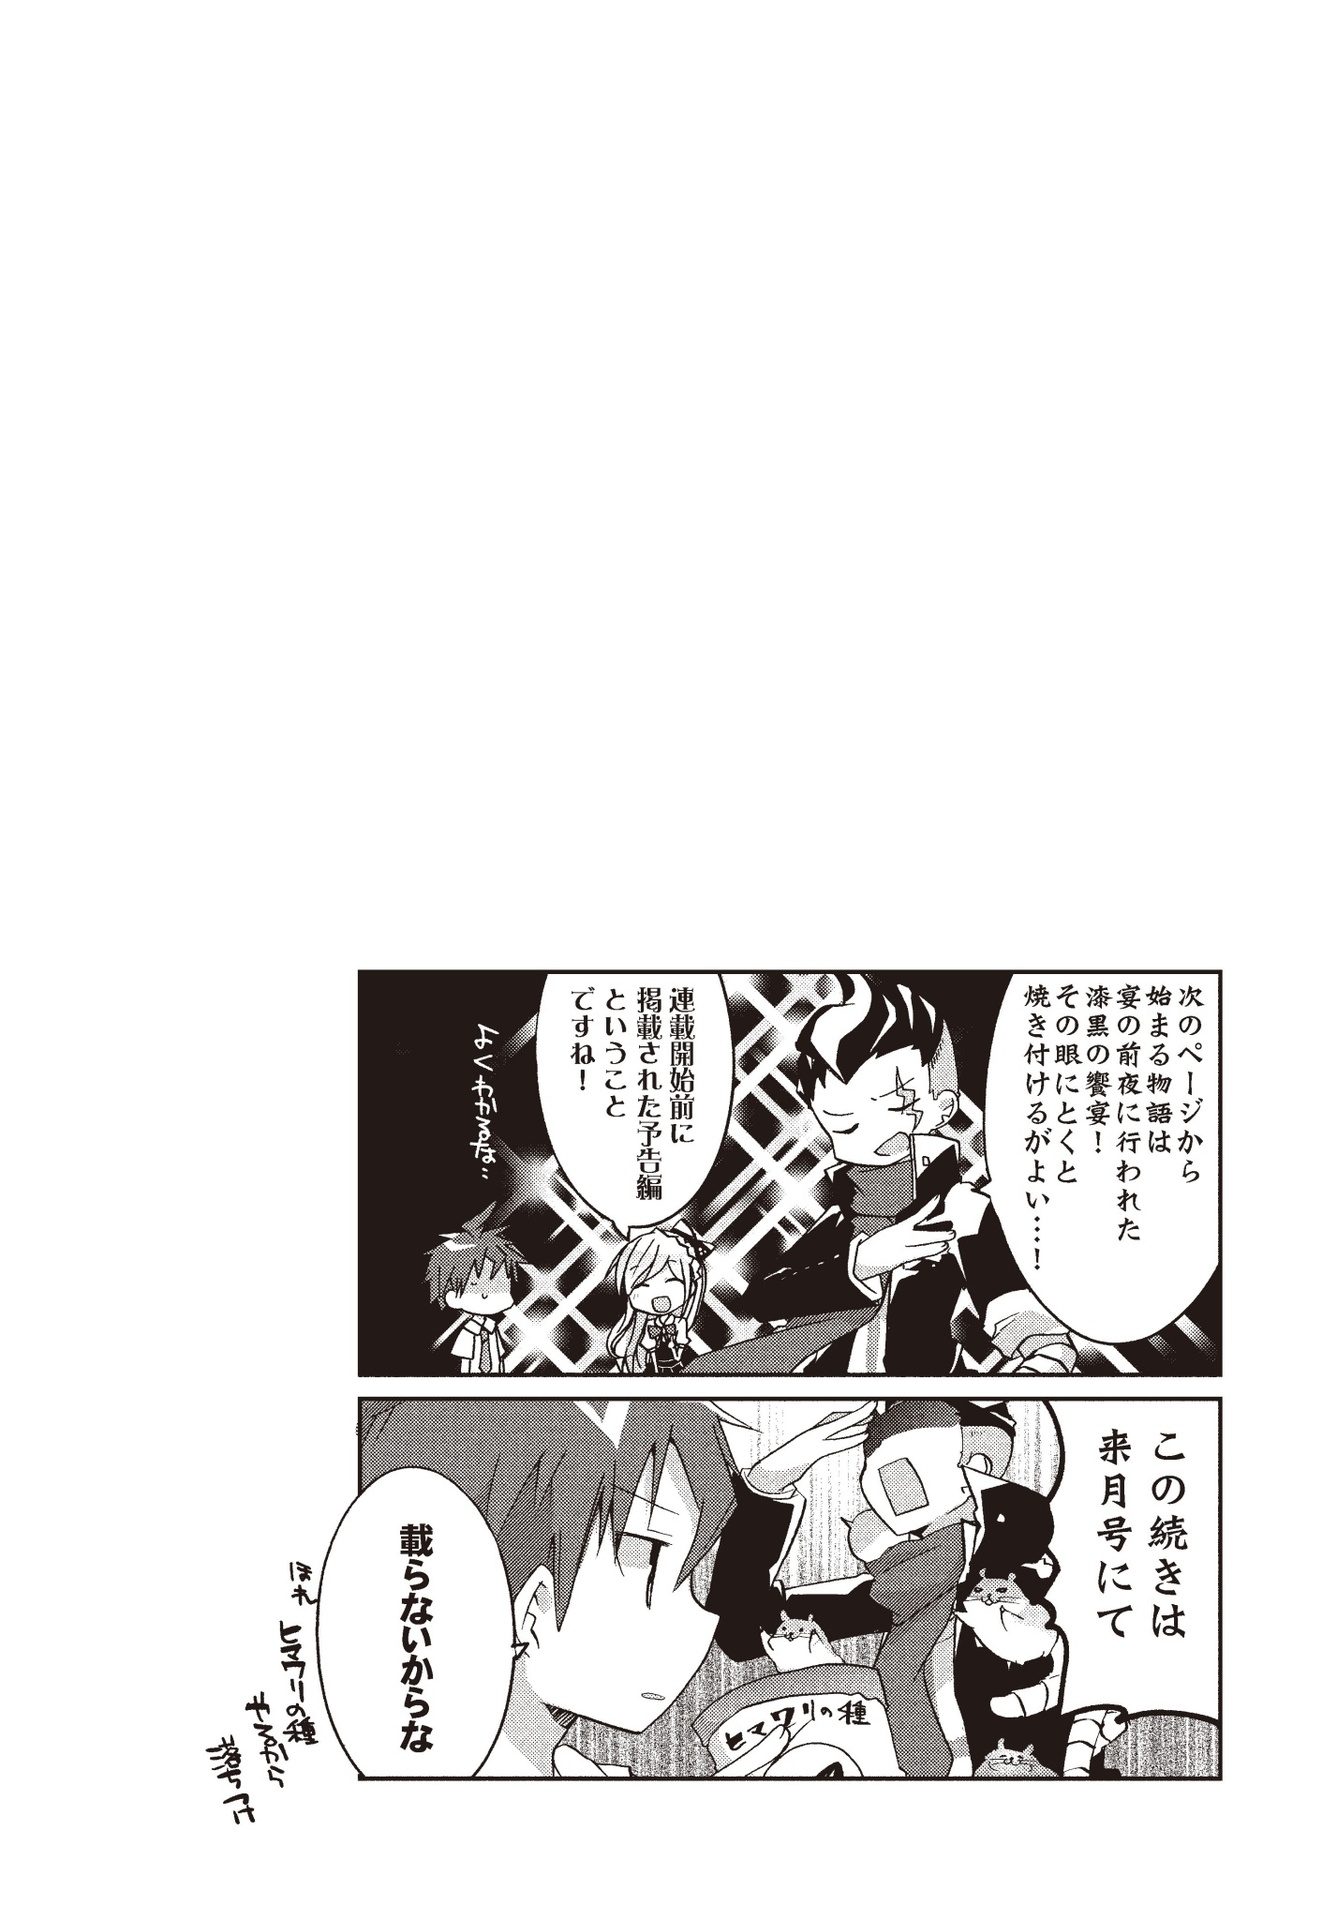 次のページから
始まる物語は
宴の前夜に行われた
漆黒の饗宴！
その眼にとくと
焼き付けるがよい…！
連載開始前に
掲載された予告編
ということ
ですね！
よくわかるな…
この続きは
来月号にて
ヒマワリの種
載らないからな
ほれ
ヒマワリの種
やるから
落ちつけ